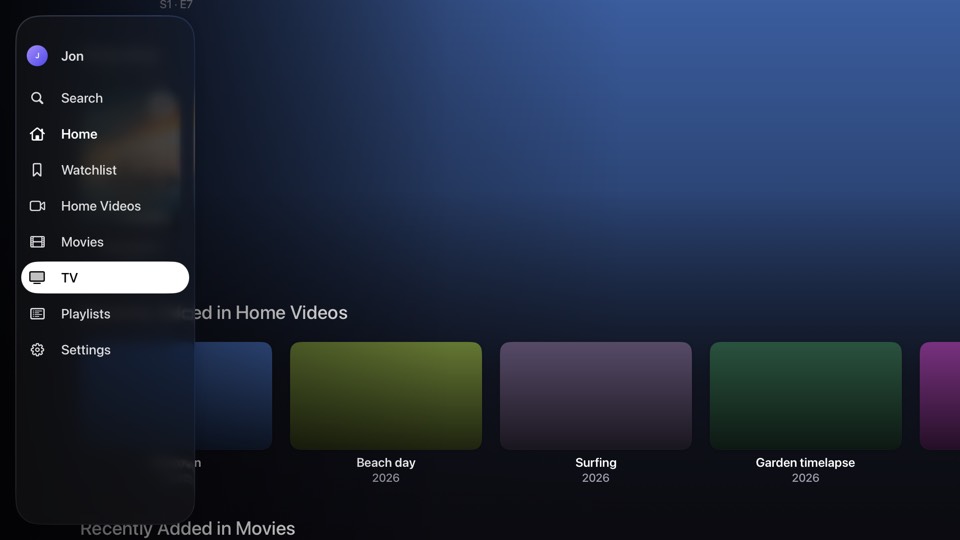 S1 · E7
J
Jon
Search
Home
Watchlist
Home Videos
Movies
TV
Playlists
Settings
in Home Videos
Beach day
2026
Surfing
2026
Garden timelapse
2026
Recently Added in Movies